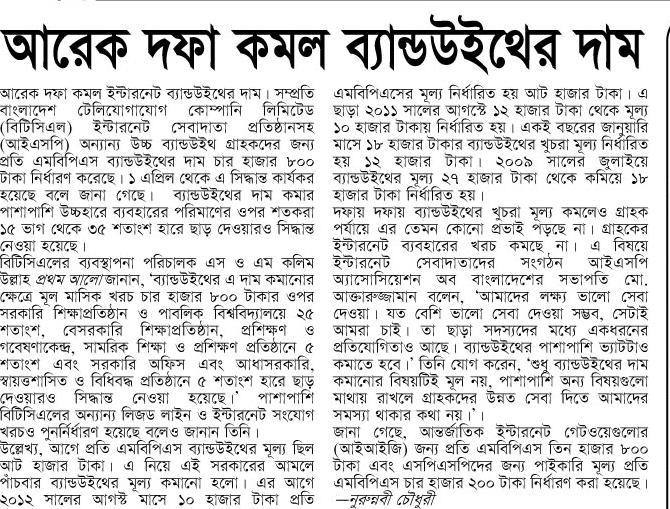 আরেক দফা কমল ব্যান্ডউইথের দাম
আরেক দফা কমল ইন্টারনেট ব্যান্ডউইথের দাম। সম্প্রতি
বাংলাদেশ টেলিযোগাযোগ কোম্পানি লিমিটেড
(বিটিসিএল) ইন্টারনেট সেবাদাতা প্রতিষ্ঠানসহ
(আইএসপি) অন্যান্য উচ্চ ব্যান্ডউইথ গ্রাহকদের জন্য
প্রতি এমবিপিএস ব্যান্ডউইথের দাম চার হাজার ৮০০
টাকা নির্ধারণ করেছে। ১ এপ্রিল থেকে এ সিদ্ধান্ত কার্যকর
হয়েছে বলে জানা গেছে। ব্যান্ডউইথের দাম কমার
পাশাপাশি উচ্চহারে ব্যবহারের পরিমাণের ওপর শতকরা
১৫ ভাগ থেকে ৩৫ শতাংশ হারে ছাড় দেওয়ারও সিদ্ধান্ত
নেওয়া হয়েছে।
বিটিসিএলের ব্যবস্থাপনা পরিচালক এস ও এম কলিম
উল্লাহ প্রথম আলোকে জানান, ‘ব্যান্ডউইথের এ দাম কমানোর
ক্ষেত্রে মূল মাসিক খরচ চার হাজার ৮০০ টাকার ওপর
সরকারি শিক্ষাপ্রতিষ্ঠান ও পাবলিক বিশ্ববিদ্যালয়ে ২৫
শতাংশ, বেসরকারি শিক্ষাপ্রতিষ্ঠান, প্রশিক্ষণ ও
গবেষণাকেন্দ্র, সামরিক শিক্ষা ও প্রশিক্ষণ প্রতিষ্ঠানে ৫
শতাংশ এবং সরকারি অফিস এবং আধাসরকারি,
স্বায়ত্তশাসিত ও বিধিবদ্ধ প্রতিষ্ঠানে ৫ শতাংশ হারে ছাড়
দেওয়ারও সিদ্ধান্ত নেওয়া হয়েছে।’ পাশাপাশি
বিটিসিএলের অন্যান্য লিজড লাইন ও ইন্টারনেট সংযোগ
খরচও পুনর্নির্ধারণ হয়েছে বলেও জানান তিনি।
উল্লেখ্য, আগে প্রতি এমবিপিএস ব্যান্ডউইথের মূল্য ছিল
আট হাজার টাকা। এ নিয়ে এই সরকারের আমলে
পাঁচবার ব্যান্ডউইথের মূল্য কমানো হলো। এর আগে
২০১২ সালের আগস্ট মাসে ১০ হাজার টাকা প্রতি
এমবিপিএসের মূল্য নির্ধারিত হয় আট হাজার টাকা। এ
ছাড়া ২০১১ সালের আগস্টে ১২ হাজার টাকা থেকে মূল্য
১০ হাজার টাকায় নির্ধারিত হয়। একই বছরের জানুয়ারি
মাসে ১৮ হাজার টাকার ব্যান্ডউইথের খুচরা মূল্য নির্ধারিত
হয় ১২ হাজার টাকা। ২০০৯ সালের জুলাইয়ে
ব্যান্ডউইথের মূল্য ২৭ হাজার টাকা থেকে কমিয়ে ১৮
হাজার টাকা নির্ধারিত হয়।
দফায় দফায় ব্যান্ডউইথের খুচরা মূল্য কমলেও গ্রাহক
পর্যায়ে এর তেমন কোনো প্রভাব পড়ছে না। গ্রাহকের
ইন্টারনেট ব্যবহারের খরচ কমছে না। এ বিষয়ে
ইন্টারনেট সেবাদাতাদের সংগঠন আইএসপি
অ্যাসোসিয়েশন অব বাংলাদেশের সভাপতি মো.
আক্তারুজ্জামান বলেন, ‘আমাদের লক্ষ্য ভালো সেবা
দেওয়া। যত বেশি ভালো সেবা দেওয়া সম্ভব, সেটাই
আমরা চাই। তা ছাড়া সদস্যদের মধ্যে একধরনের
প্রতিযোগিতাও আছে। ব্যান্ডউইথের পাশাপাশি ভ্যাটটাও
কমাতে হবে।’ তিনি যোগ করেন, ‘শুধু ব্যান্ডউইথের দাম
কমানোর বিষয়টিই মূল নয়, পাশাপাশি অন্য বিষয়গুলো
মাথায় রাখলে গ্রাহকদের উন্নত সেবা দিতে আমাদের
সমস্যা থাকার কথা না।’।
জানা গেছে, আন্তর্জাতিক ইন্টারনেট গেটওয়েগুলোর
(আইআইজি) জন্য প্রতি এমবিপিএস তিন হাজার ৮০০
টাকা এবং এসপিএসপিদের জন্য পাইকারি মূল্য প্রতি
এমবিপিএস চার হাজার ২০০ টাকা নির্ধারণ করা হয়েছে।
—নুরুন্নবী চৌধুরী